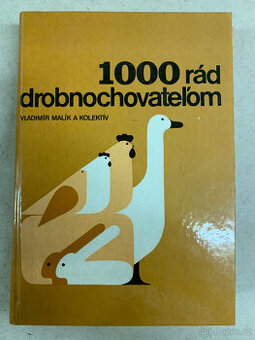 1000 rád
drobnochovateľom
VLADIMÍR MALÍK A KOLEKTÍV